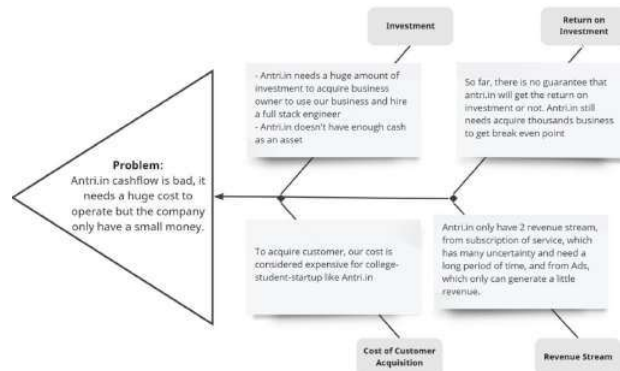 Investment
Return on
Investment
- Antri.in needs a huge amount of
investment to acquire business
owner to use our business and hire
a full stack engineer
- Antri.in doesn't have enough cash
as an asset
So far, there is no guarantee that
antri.in will get the return on
investment or not. Antri.in still
needs acquire thousands business
to get break even point
Problem:
Antri.in cashflow is bad, it
needs a huge cost to
operate but the company
only have a small money.
To acquire customer, our cost is
considered expensive for college-
student-startup like Antri.in
Antri.in only have 2 revenue stream,
from subscription of service, which
has many uncertainty and need a
long period of time, and from Ads,
which only can generate a little
revenue.
Cost of Customer
Acquisition
Revenue Stream